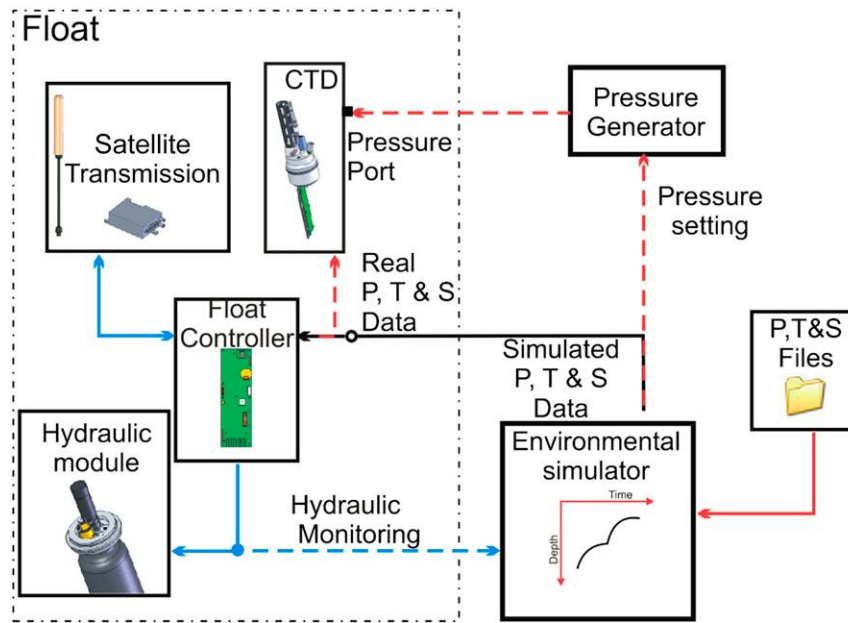 Float
CTD
Satellite
Transmission
Pressure
Port
Pressure
Generator
Pressure
setting
Real
P, T & S
Data
Float
Controller
Simulated
P, T & S
Data
P,T&S
Files
Hydraulic
module
Hydraulic
Monitoring
Environmental
simulator
Time
Depth